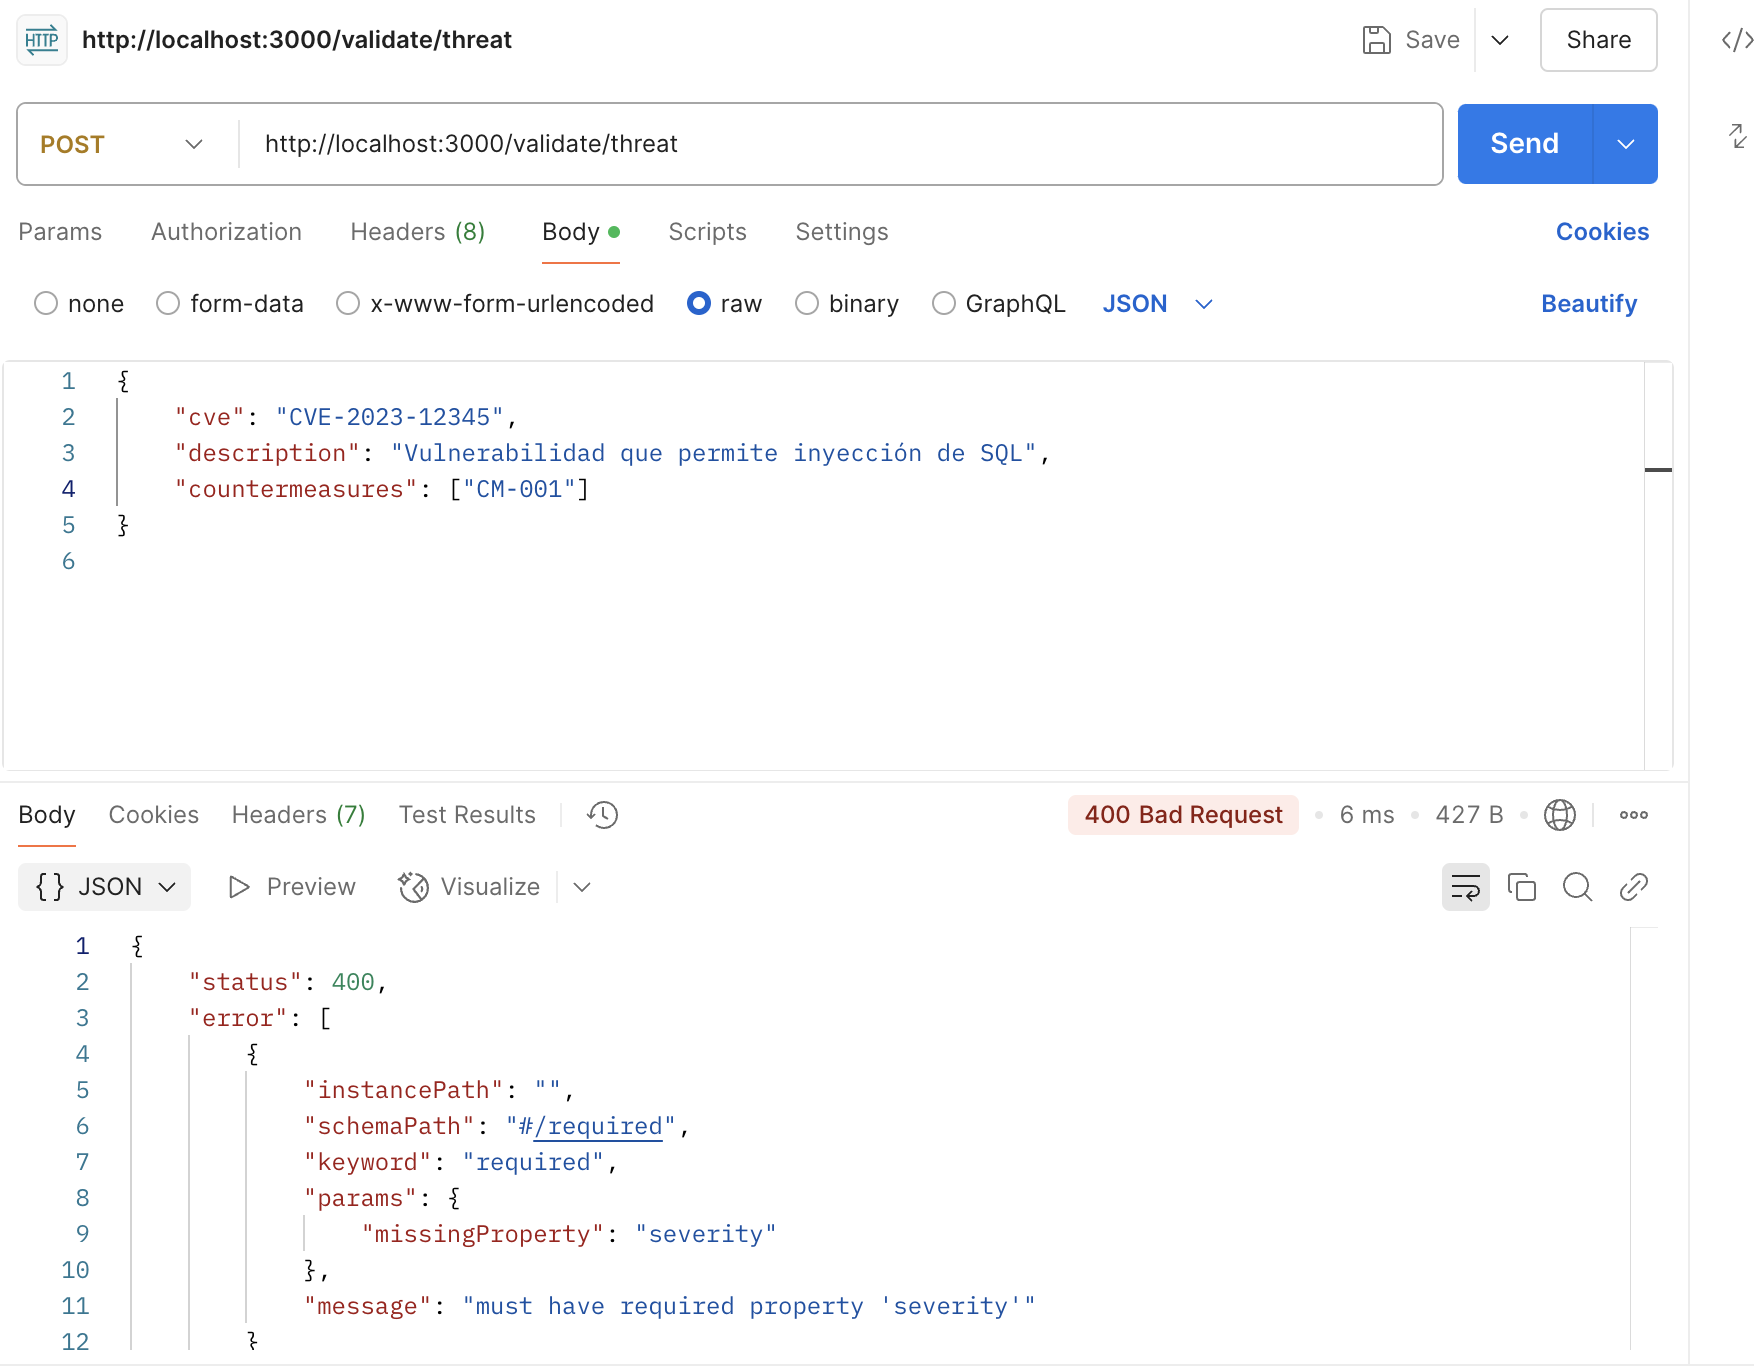 HTTP http://localhost:3000/validate/threat Save Share
POST http://localhost:3000/validate/threat Send
Params Authorization Headers (8) Body Scripts Settings Cookies
none form-data x-www-form-urlencoded raw binary GraphQL JSON Beautify
1 {
2 "cve": "CVE-2023-12345",
3 "description": "Vulnerabilidad que permite inyección de SQL",
4 "countermeasures": ["CM-001"]
5 }
6
Body Cookies Headers (7) Test Results 400 Bad Request • 6 ms • 427 B •
{} JSON Preview Visualize
1 {
2 "status": 400,
3 "error": [
4 {
5 "instancePath": "",
6 "schemaPath": "#/required",
7 "keyword": "required",
8 "params": {
9 "missingProperty": "severity"
10 },
11 "message": "must have required property 'severity'"
12 }